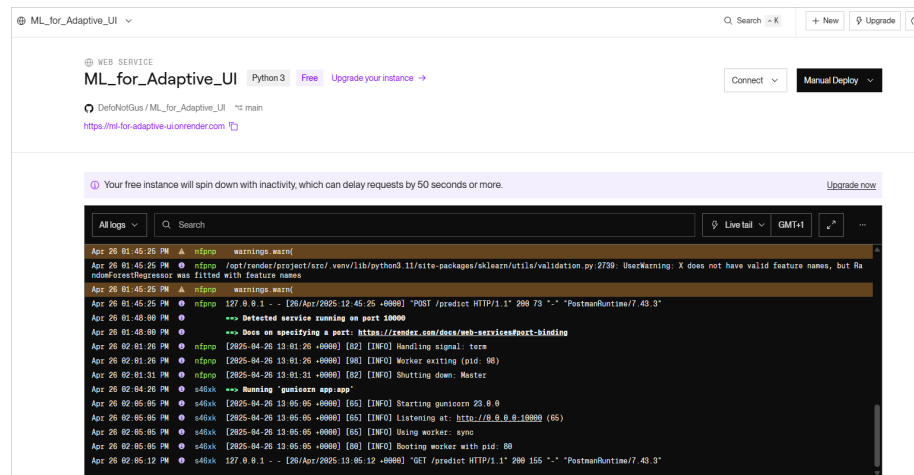 ML_for_Adaptive_UI
Search ^ K
+ New
Upgrade
WEB SERVICE
ML_for_Adaptive_UI Python 3 Free Upgrade your instance →
Connect
Manual Deploy
DefoNotGus / ML_for_Adaptive_UI main
https://ml-for-adaptive-ui.onrender.com
Your free instance will spin down with inactivity, which can delay requests by 50 seconds or more.
Upgrade now
All logs
Search
Live tail
GMT+1
Apr 26 01:45:25 PM nfpnp warnings.warn(
Apr 26 01:45:25 PM nfpnp /opt/render/project/src/.venv/lib/python3.11/site-packages/sklearn/utils/validation.py:2739: UserWarning: X does not have valid feature names, but Ra
ndomForestRegressor was fitted with feature names
Apr 26 01:45:25 PM nfpnp warnings.warn(
Apr 26 01:45:25 PM nfpnp 127.0.0.1 - - [26/Apr/2025:12:45:25 +0000] "POST /predict HTTP/1.1" 200 73 "-" "PostmanRuntime/7.43.3"
Apr 26 01:48:00 PM ==> Detected service running on port 10000
Apr 26 01:48:00 PM ==> Docs on specifying a port: https://render.com/docs/web-services#port-binding
Apr 26 02:01:26 PM nfpnp [2025-04-26 13:01:26 +0000] [82] [INFO] Handling signal: term
Apr 26 02:01:26 PM nfpnp [2025-04-26 13:01:26 +0000] [98] [INFO] Worker exiting (pid: 98)
Apr 26 02:01:31 PM nfpnp [2025-04-26 13:01:31 +0000] [82] [INFO] Shutting down: Master
Apr 26 02:04:26 PM s46xk ==> Running 'gunicorn app:app'
Apr 26 02:05:05 PM s46xk [2025-04-26 13:05:05 +0000] [65] [INFO] Starting gunicorn 23.0.0
Apr 26 02:05:05 PM s46xk [2025-04-26 13:05:05 +0000] [65] [INFO] Listening at: http://0.0.0.0:10000 (65)
Apr 26 02:05:05 PM s46xk [2025-04-26 13:05:05 +0000] [65] [INFO] Using worker: sync
Apr 26 02:05:05 PM s46xk [2025-04-26 13:05:05 +0000] [80] [INFO] Booting worker with pid: 80
Apr 26 02:05:12 PM s46xk 127.0.0.1 - - [26/Apr/2025:13:05:12 +0000] "GET /predict HTTP/1.1" 200 155 "-" "PostmanRuntime/7.43.3"